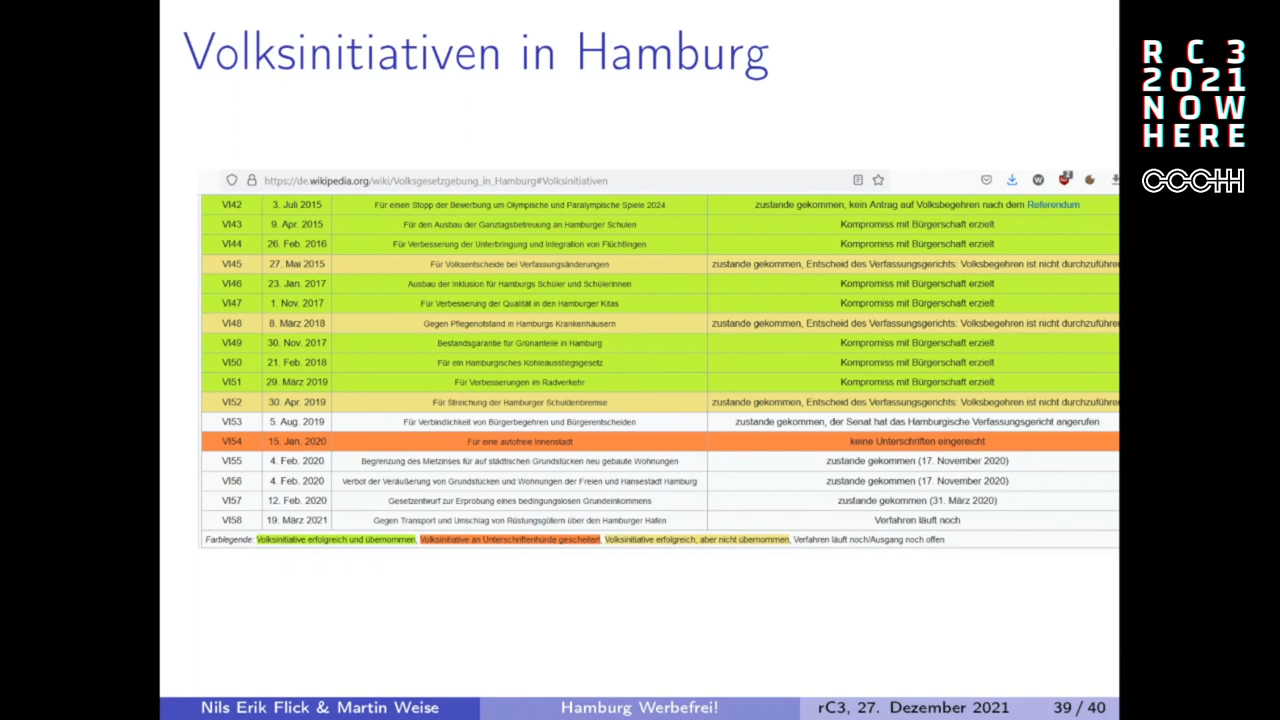 Volksinitiativen in Hamburg
R C 3
2021
NOW
HERE
CCCHH
https://de.wikipedia.org/wiki/Volksgesetzgebung_in_Hamburg#Volksinitiativen
VI42 3. Juli 2015 Für einen Stopp der Bewerbung um Olympische und Paralympische Spiele 2024 zustande gekommen, kein Antrag auf Volksbegehren nach dem Referendum
VI43 9. Apr. 2015 Für den Ausbau der Ganztagsbetreuung an Hamburger Schulen Kompromiss mit Bürgerschaft erzielt
VI44 26. Feb. 2016 Für Verbesserung der Unterbringung und Integration von Flüchtlingen Kompromiss mit Bürgerschaft erzielt
VI45 27. Mai 2015 Für Volksentscheide bei Verfassungsänderungen zustande gekommen, Entscheid des Verfassungsgerichts: Volksbegehren ist nicht durchzuführen
VI46 23. Jan. 2017 Ausbau der Inklusion für Hamburgs Schüler und Schülerinnen Kompromiss mit Bürgerschaft erzielt
VI47 1. Nov. 2017 Für Verbesserung der Qualität in den Hamburger Kitas Kompromiss mit Bürgerschaft erzielt
VI48 8. März 2018 Gegen Pflegenotstand in Hamburgs Krankenhäusern zustande gekommen, Entscheid des Verfassungsgerichts: Volksbegehren ist nicht durchzuführen
VI49 30. Nov. 2017 Bestandsgarantie für Grünanteile in Hamburg Kompromiss mit Bürgerschaft erzielt
VI50 21. Feb. 2018 Für ein Hamburgisches Kohleausstiegsgesetz Kompromiss mit Bürgerschaft erzielt
VI51 29. März 2019 Für Verbesserungen im Radverkehr Kompromiss mit Bürgerschaft erzielt
VI52 30. Apr. 2019 Für Streichung der Hamburger Schuldenbremse zustande gekommen, Entscheid des Verfassungsgerichts: Volksbegehren ist nicht durchzuführen
VI53 5. Aug. 2019 Für Verbindlichkeit von Bürgerbegehren und Bürgerentscheiden zustande gekommen, der Senat hat das Hamburgische Verfassungsgericht angerufen
VI54 15. Jan. 2020 Für eine autofreie Innenstadt keine Unterschriften eingereicht
VI55 4. Feb. 2020 Begrenzung des Mietzinses für auf städtischen Grundstücken neu gebaute Wohnungen zustande gekommen (17. November 2020)
VI56 4. Feb. 2020 Verbot der Veräußerung von Grundstücken und Wohnungen der Freien und Hansestadt Hamburg zustande gekommen (17. November 2020)
VI57 12. Feb. 2020 Gesetzentwurf zur Erprobung eines bedingungslosen Grundeinkommens zustande gekommen (31. März 2020)
VI58 19. März 2021 Gegen Transport und Umschlag von Rüstungsgütern über den Hamburger Hafen Verfahren läuft noch
Farblegende: Volksinitiative erfolgreich und übernommen, Volksinitiative an Unterschriftenhürde gescheitert, Volksinitiative erfolgreich, aber nicht übernommen, Verfahren läuft noch/Ausgang noch offen
Nils Erik Flick & Martin Weise Hamburg Werbefrei! rC3, 27. Dezember 2021 39 / 40